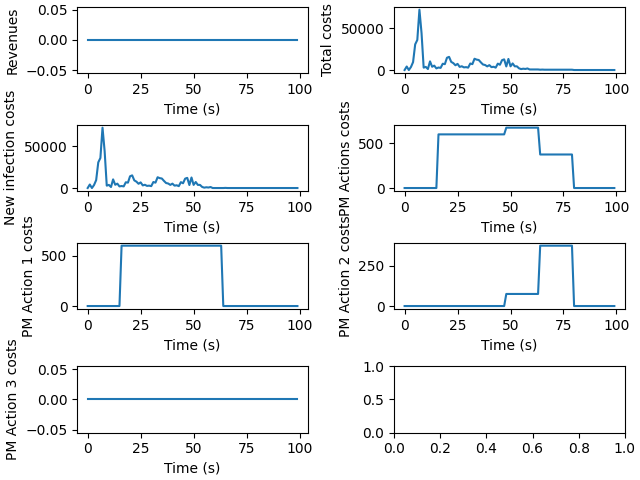 Revenues
0.05
0.00
−0.05
0 25 50 75 100
Time (s)
Total costs
50000
0
0 25 50 75 100
Time (s)
New infection costs
50000
0
0 25 50 75 100
Time (s)
PM Actions costs
500
0
0 25 50 75 100
Time (s)
PM Action 1 costs
500
0
0 25 50 75 100
Time (s)
PM Action 2 costs
250
0
0 25 50 75 100
Time (s)
PM Action 3 costs
0.05
0.00
−0.05
0 25 50 75 100
Time (s)
1.0
0.5
0.0
0.0 0.2 0.4 0.6 0.8 1.0